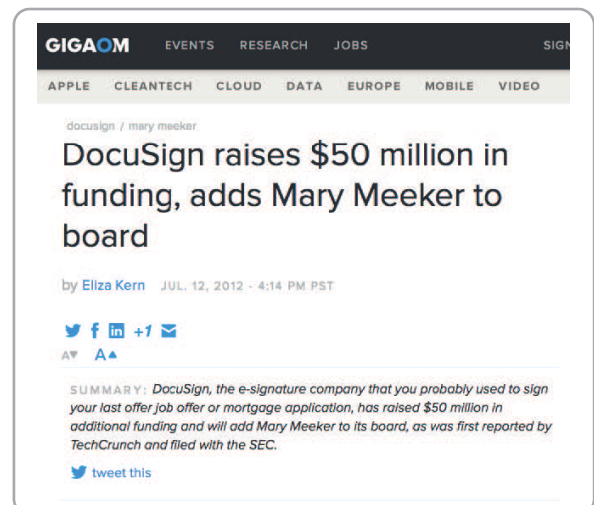 GIGAOM EVENTS RESEARCH JOBS SIGN
APPLE CLEANTECH CLOUD DATA EUROPE MOBILE VIDEO
docusign / mary meeker
DocuSign raises $50 million in
funding, adds Mary Meeker to
board
by Eliza Kern JUL. 12, 2012 - 4:14 PM PST
+1
A▼ A▲
SUMMARY: DocuSign, the e-signature company that you probably used to sign
your last offer job offer or mortgage application, has raised $50 million in
additional funding and will add Mary Meeker to its board, as was first reported by
TechCrunch and filed with the SEC.
tweet this